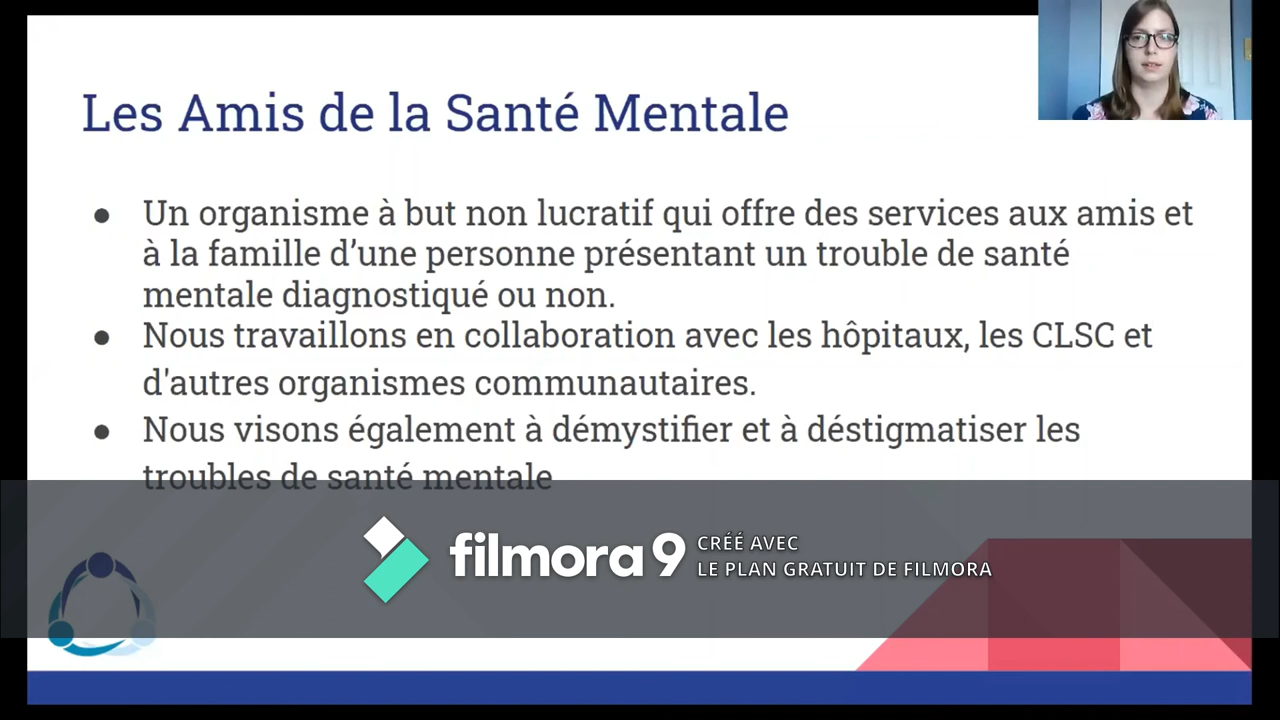 Les Amis de la Santé Mentale
● Un organisme à but non lucratif qui offre des services aux amis et
à la famille d’une personne présentant un trouble de santé
mentale diagnostiqué ou non.
● Nous travaillons en collaboration avec les hôpitaux, les CLSC et
d'autres organismes communautaires.
● Nous visons également à démystifier et à déstigmatiser les
troubles de santé mentale
filmora9
CRÉÉ AVEC
LE PLAN GRATUIT DE FILMORA